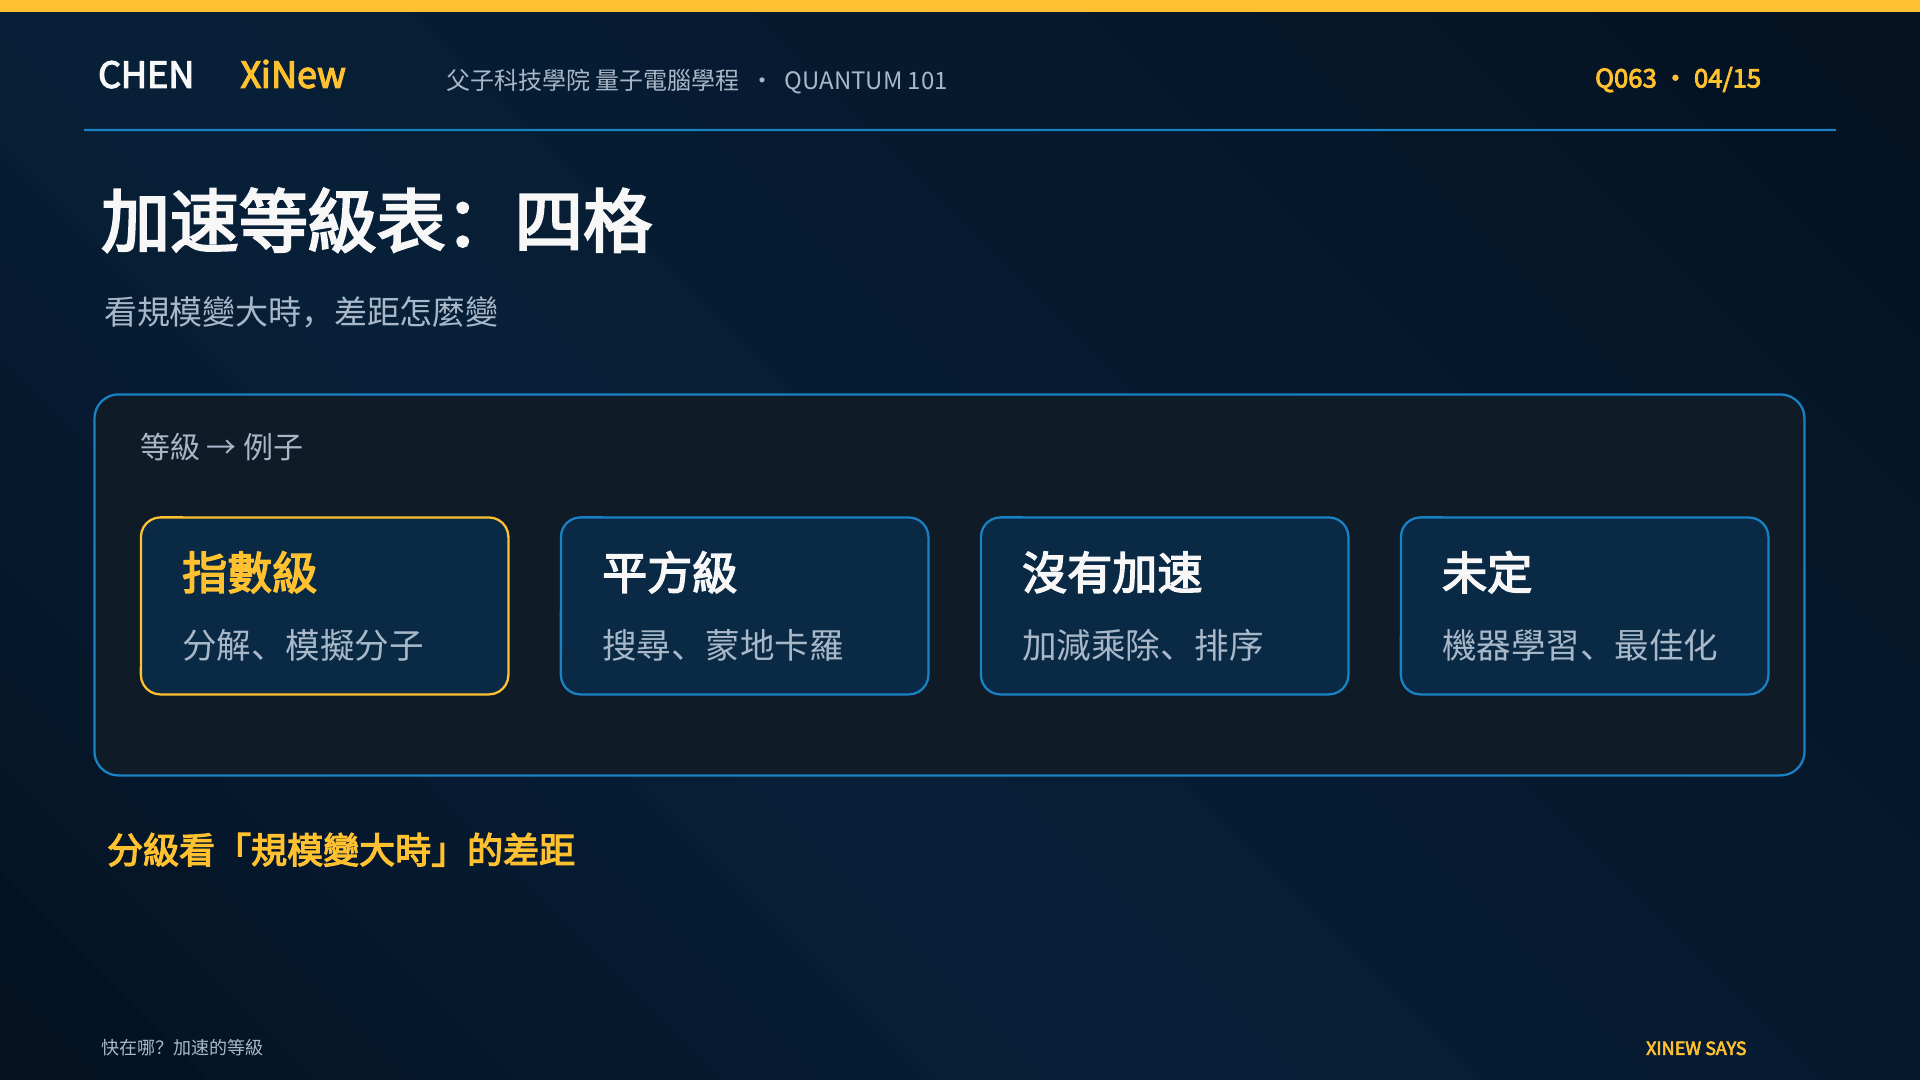 CHEN XiNew 父子科技學院 量子電腦學程 · QUANTUM 101 Q063 · 04/15
加速等級表：四格
看規模變大時，差距怎麼變
等級→例子
指數級 平方級 沒有加速 未定
分解、模擬分子 搜尋、蒙地卡羅 加減乘除、排序 機器學習、最佳化
分級看「規模變大時」的差距
快在哪？加速的等級 XINEW SAYS